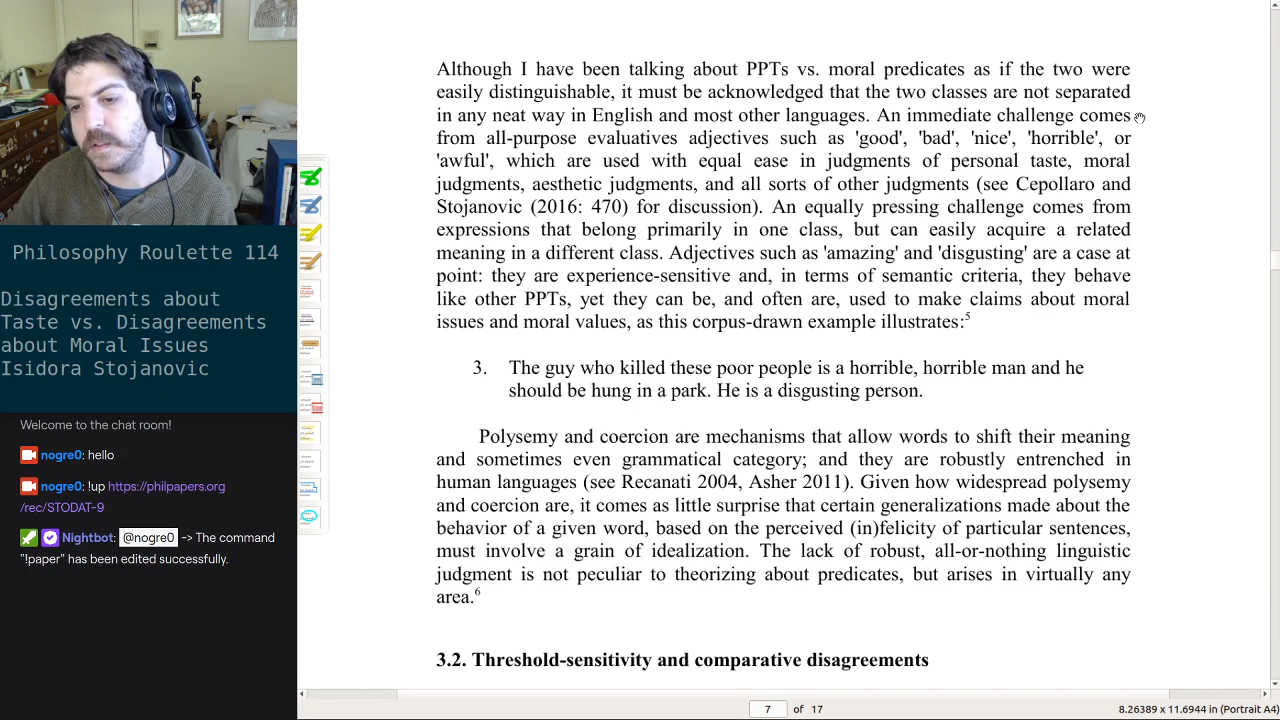 Philosophy Roulette 114
Disagreements about
Taste vs. Disagreements
about Moral Issues
Isidora Stojanovic
Welcome to the chat room!
nogre0: hello
nogre0: !up https://philpapers.org
/rec/STODAT-9
Nightbot: @nogre0 -> The command
"!paper" has been edited successfully.
Although I have been talking about PPTs vs. moral predicates as if the two were
easily distinguishable, it must be acknowledged that the two classes are not separated
in any neat way in English and most other languages. An immediate challenge comes
from all-purpose evaluatives adjectives such as 'good', 'bad', 'nice', 'horrible', or
'awful', which are used with equal ease in judgments of personal taste, moral
judgments, aesthetic judgments, and all sorts of other judgments (see Cepollaro and
Stojanovic (2016: 470) for discussion). An equally pressing challenge comes from
expressions that belong primarily to one class, but can easily acquire a related
meaning in a different class. Adjectives such as 'amazing' and 'disgusting' are a case at
point: they are experience-sensitive and, in terms of semantic criteria, they behave
like other PPTs; yet they can be, and often are, used to make claims about moral
issues and moral values, as this corpus-drawn example illustrates:5
3. The guy who killed these poor people is a horrible, horrible man and he
should be hung in a park. He is a disgusting person.
Polysemy and coercion are mechanisms that allow words to shift their meaning
and sometimes even grammatical category; and they are robustly entrenched in
human languages (see Recanati 2004, Asher 2011). Given how widespread polysemy
and coercion are, it comes as little surprise that certain generalizations made about the
behavior of a given word, based on the perceived (in)felicity of particular sentences,
must involve a grain of idealization. The lack of robust, all-or-nothing linguistic
judgment is not peculiar to theorizing about predicates, but arises in virtually any
area.6
3.2. Threshold-sensitivity and comparative disagreements
7 of 17
8.26389 x 11.6944 in (Portrait A4)